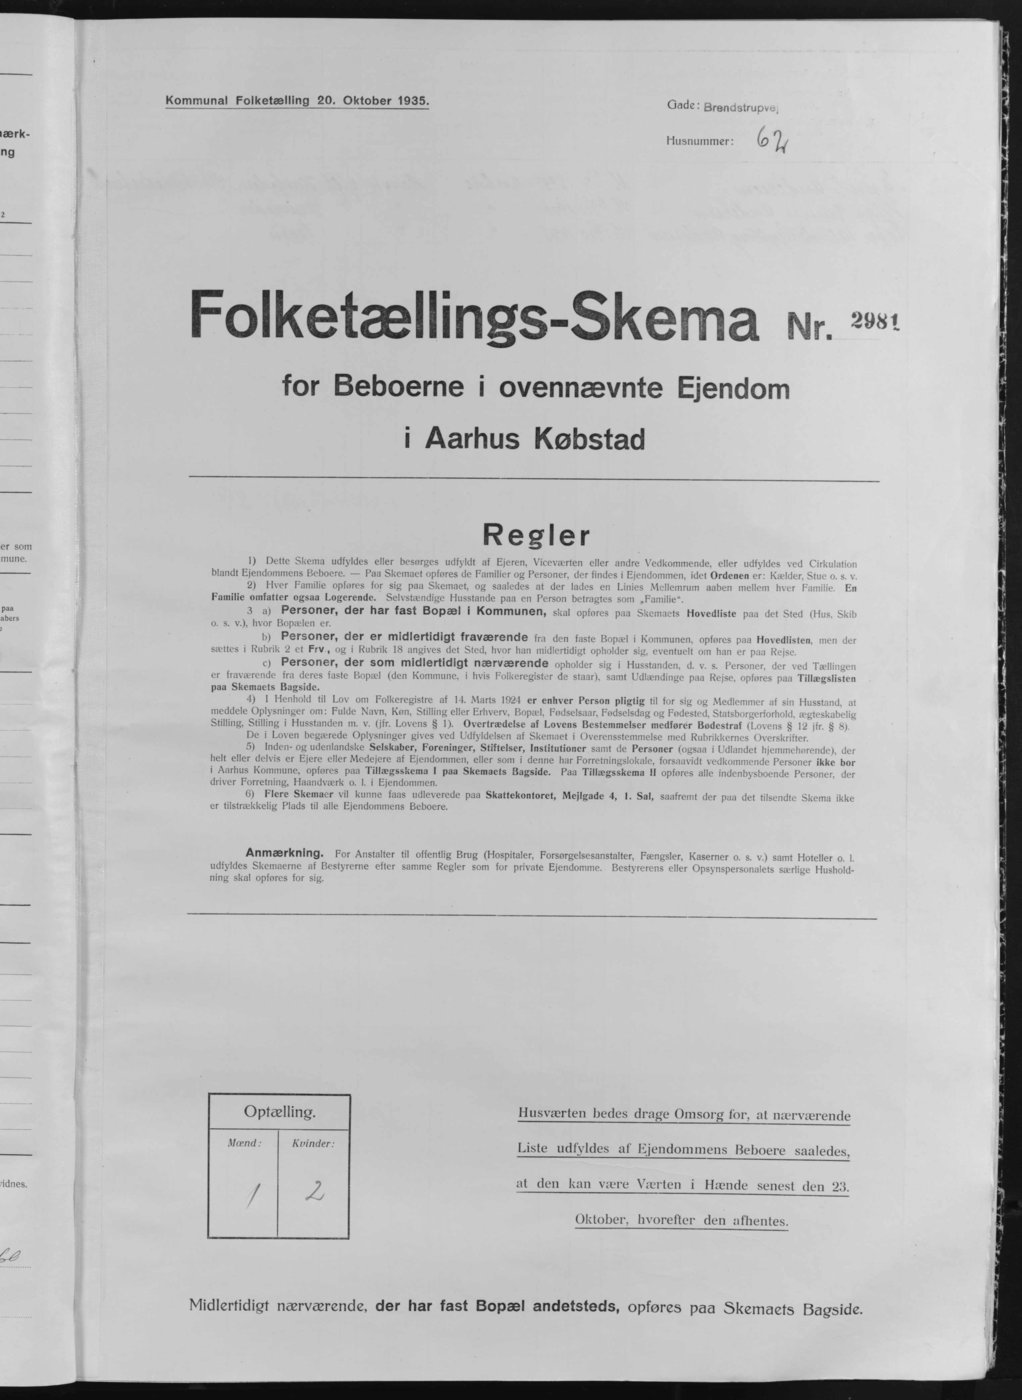 Kommunal Folketælling 20. Oktober 1935.
Gade: Brendstrupvej
Husnummer: 62
Folketællings-Skema Nr. 2981
for Beboerne i ovennævnte Ejendom
i Aarhus Købstad
Regler
1) Dette Skema udfyldes eller besørges udfyldt af Ejeren, Viceværten eller andre Vedkommende, eller udfyldes ved Cirkulation
blandt Ejendommens Beboere. — Paa Skemaet opføres de Familier og Personer, der findes i Ejendommen, idet Ordenen er: Kælder, Stue o. s. v.
2) Hver Familie opføres for sig paa Skemaet, og saaledes at der lades en Linies Mellemrum aaben mellem hver Familie. En
Familie omfatter ogsaa Logerende. Selvstændige Husstande paa en Person betragtes som „Familie“.
3 a) Personer, der har fast Bopæl i Kommunen, skal opføres paa Skemaets Hovedliste paa det Sted (Hus, Skib
o. s. v.), hvor Bopælen er.
b) Personer, der er midlertidigt fraværende fra den faste Bopæl i Kommunen, opføres paa Hovedlisten, men der
sættes i Rubrik 2 et Frv., og i Rubrik 18 angives det Sted, hvor han midlertidigt opholder sig, eventuelt om han er paa Rejse.
c) Personer, der som midlertidigt nærværende opholder sig i Husstanden, d. v. s. Personer, der ved Tællingen
er fraværende fra deres faste Bopæl (den Kommune, i hvis Folkeregister de staar), samt Udlændinge paa Rejse, opføres paa Tillægslisten
paa Skemaets Bagside.
4) I Henhold til Lov om Folkeregistre af 14. Marts 1924 er enhver Person pligtig til for sig og Medlemmer af sin Husstand, at
meddele Oplysninger om: Fulde Navn, Køn, Stilling eller Erhverv, Bopæl, Fødselsaar, Fødselsdag og Fødested, Statsborgerforhold, ægteskabelig
Stilling, Stilling i Husstanden m. v. (jfr. Lovens § 1). Overtrædelse af Lovens Bestemmelser medfører Bødestraf (Lovens § 12 jfr. § 8).
De i Loven begærede Oplysninger gives ved Udfyldelsen af Skemaet i Overensstemmelse med Rubrikkernes Overskrifter.
5) Inden- og udenlandske Selskaber, Foreninger, Stiftelser, Institutioner samt de Personer (ogsaa i Udlandet hjemmehørende), der
helt eller delvis er Ejere eller Medejere af Ejendommen, eller som i denne har Forretningslokale, forsaavidt vedkommende Personer ikke bor
i Aarhus Kommune, opføres paa Tillægsskema I paa Skemaets Bagside. Paa Tillægsskema II opføres alle indenbysboende Personer, der
driver Forretning, Haandværk o. l. i Ejendommen.
6) Flere Skemaer vil kunne faas udleverede paa Skattekontoret, Mejlgade 4, 1. Sal, saafremt der paa det tilsendte Skema ikke
er tilstrækkelig Plads til alle Ejendommens Beboere.
Anmærkning. For Anstalter til offentlig Brug (Hospitaler, Forsørgelsesanstalter, Fængsler, Kaserner o. s. v.) samt Hoteller o. l.
udfyldes Skemaerne af Bestyrerne efter samme Regler som for private Ejendomme. Bestyrerens eller Opsynspersonalets særlige Hushold-
ning skal opføres for sig.
Optælling.
Mænd: Kvinder:
1 2
Husværten bedes drage Omsorg for, at nærværende
Liste udfyldes af Ejendommens Beboere saaledes,
at den kan være Værten i Hænde senest den 23.
Oktober, hvorefter den afhentes.
Midlertidigt nærværende, der har fast Bopæl andetsteds, opføres paa Skemaets Bagside.